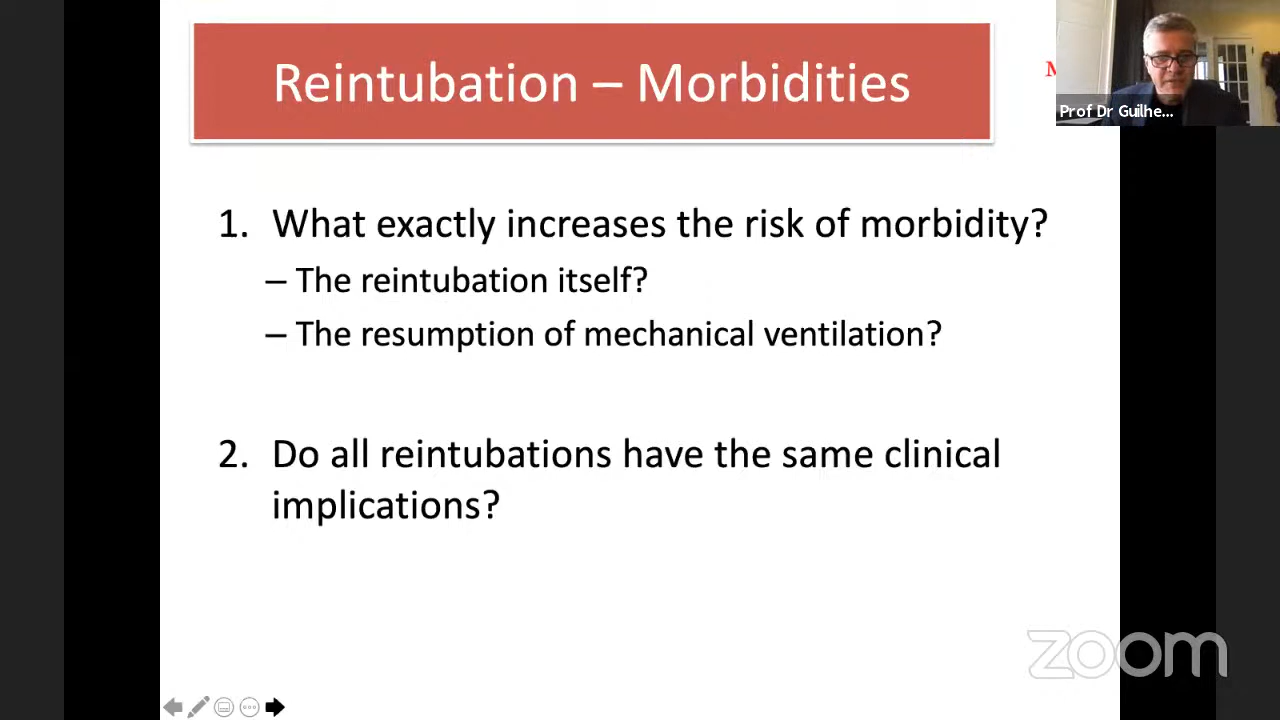 Reintubation – Morbidities
M
Prof Dr Guilhe...
1. What exactly increases the risk of morbidity?
– The reintubation itself?
– The resumption of mechanical ventilation?
2. Do all reintubations have the same clinical
implications?
zoom